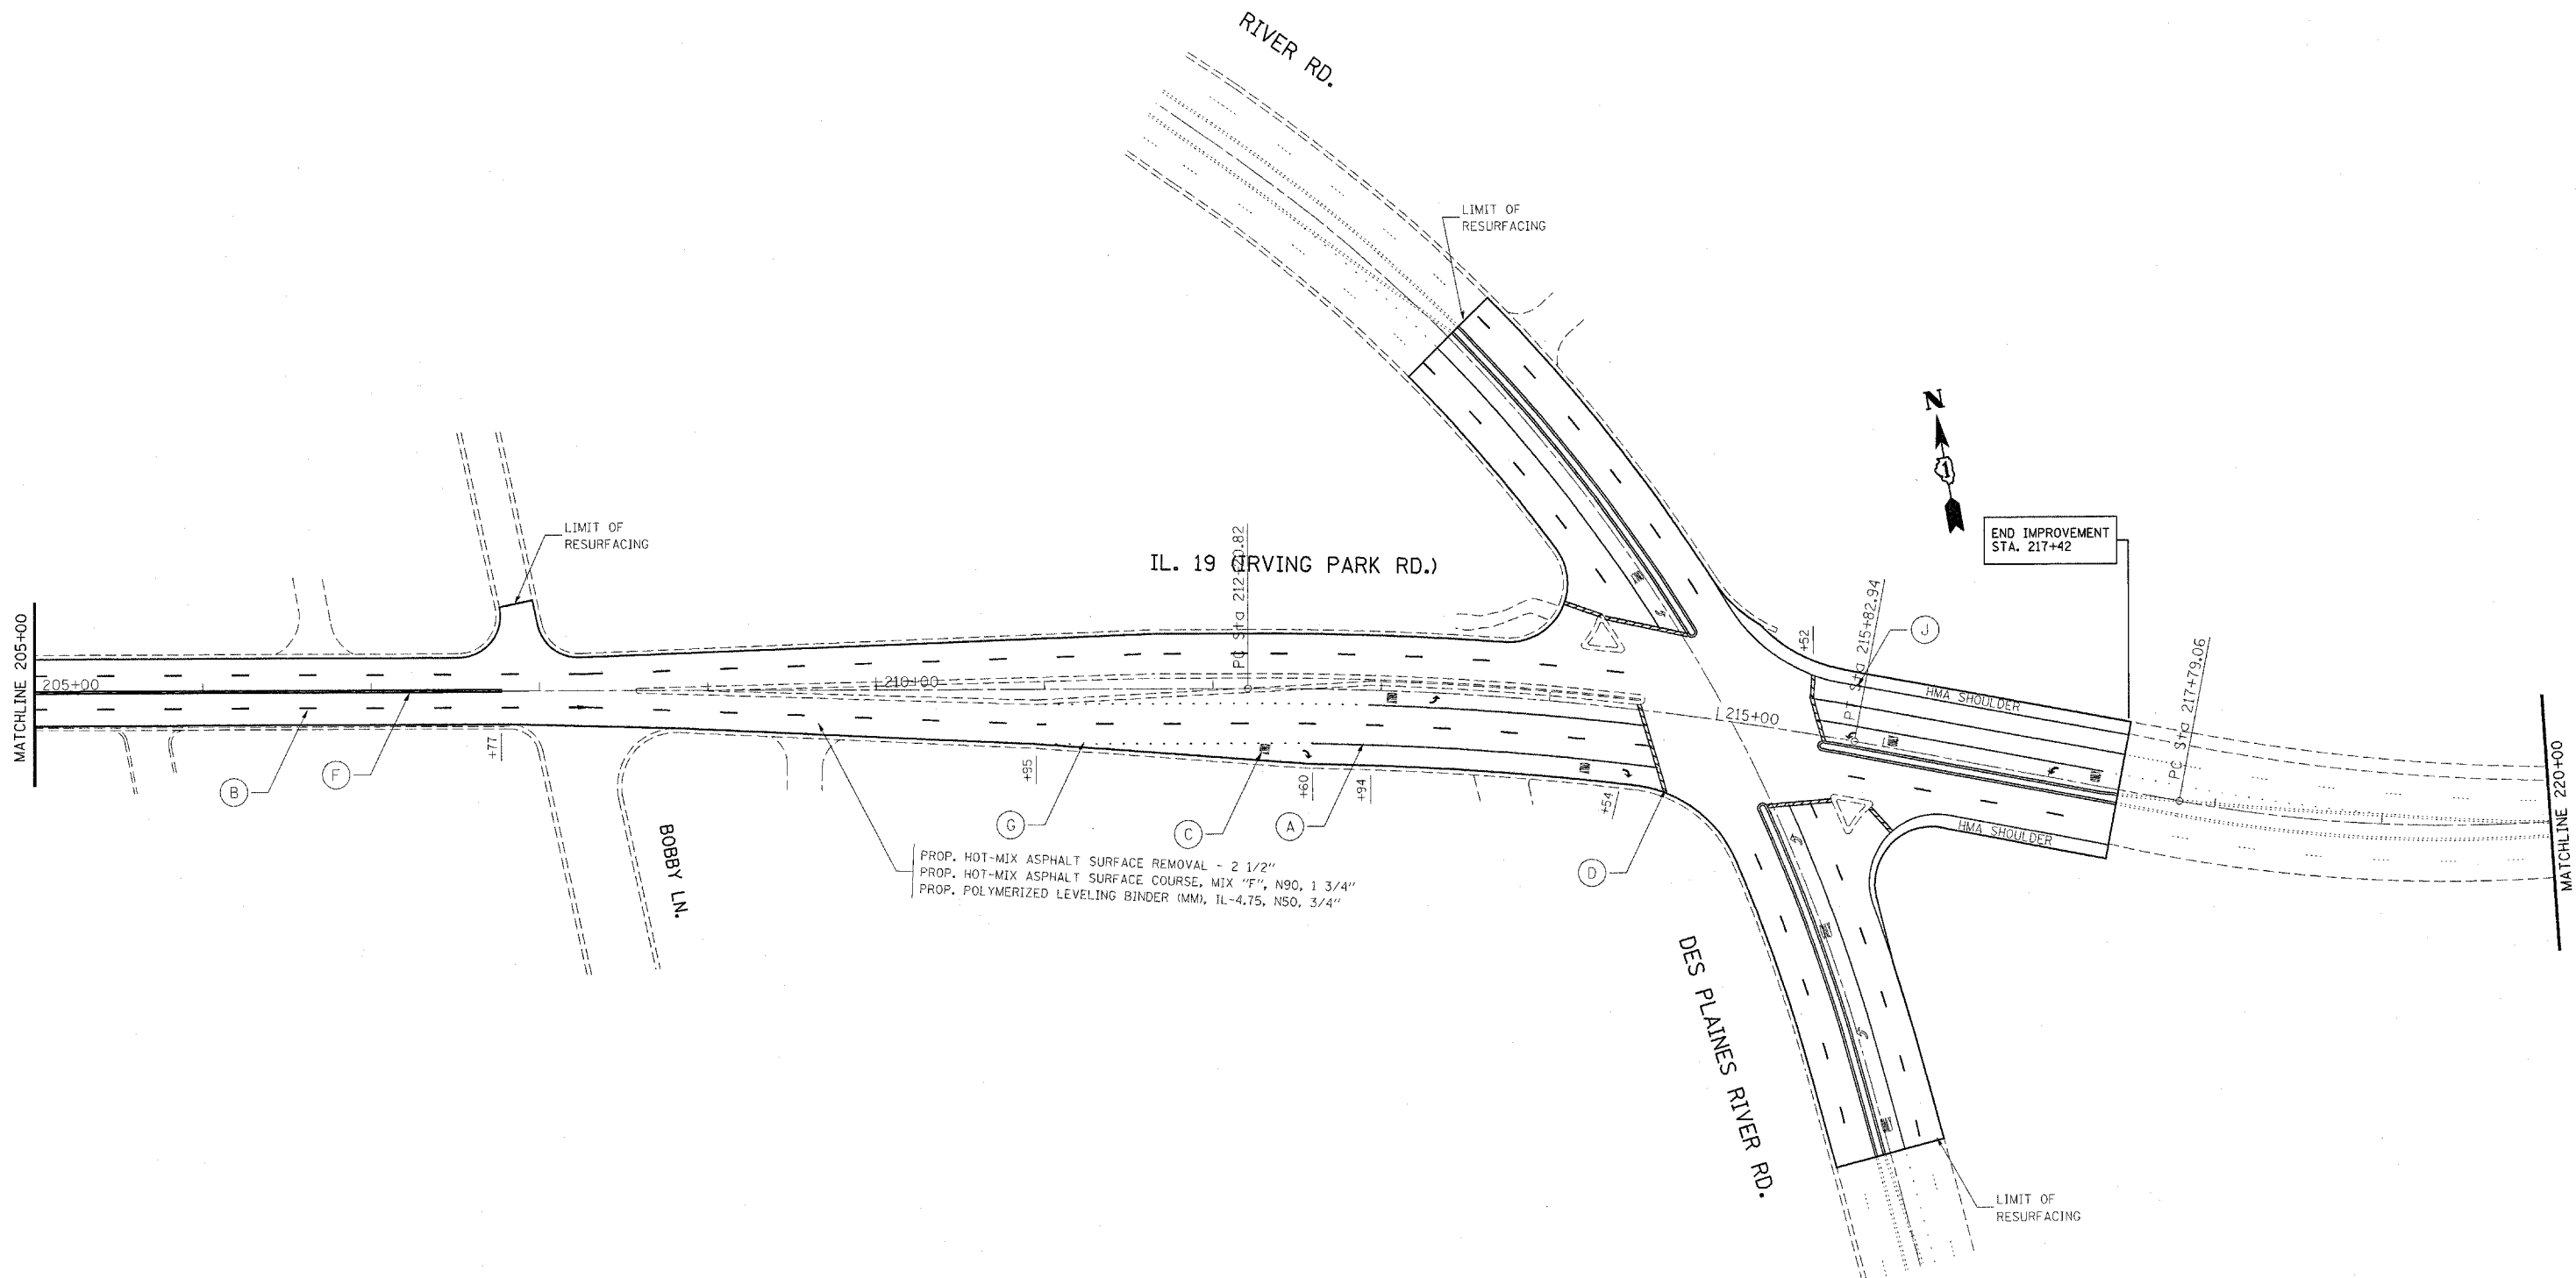 RIVER RD.
LIMIT OF
RESURFACING
N
1
LIMIT OF
RESURFACING
IL. 19 (IRVING PARK RD.)
END IMPROVEMENT
STA. 217+42
MATCHLINE 205+00
205+00
210+00
+52
PT Sta 215+82.94
J
PC Sta 217+79.06
HMA SHOULDER
215+00
+77
B
F
+95
+60
+94
+54
G
C
A
D
HMA SHOULDER
MATCHLINE 220+00
BOBBY LN.
PROP. HOT-MIX ASPHALT SURFACE REMOVAL - 2 1/2"
PROP. HOT-MIX ASPHALT SURFACE COURSE, MIX "F", N90, 1 3/4"
PROP. POLYMERIZED LEVELING BINDER (MM), IL-4.75, N50, 3/4"
DES PLAINES RIVER RD.
LIMIT OF
RESURFACING